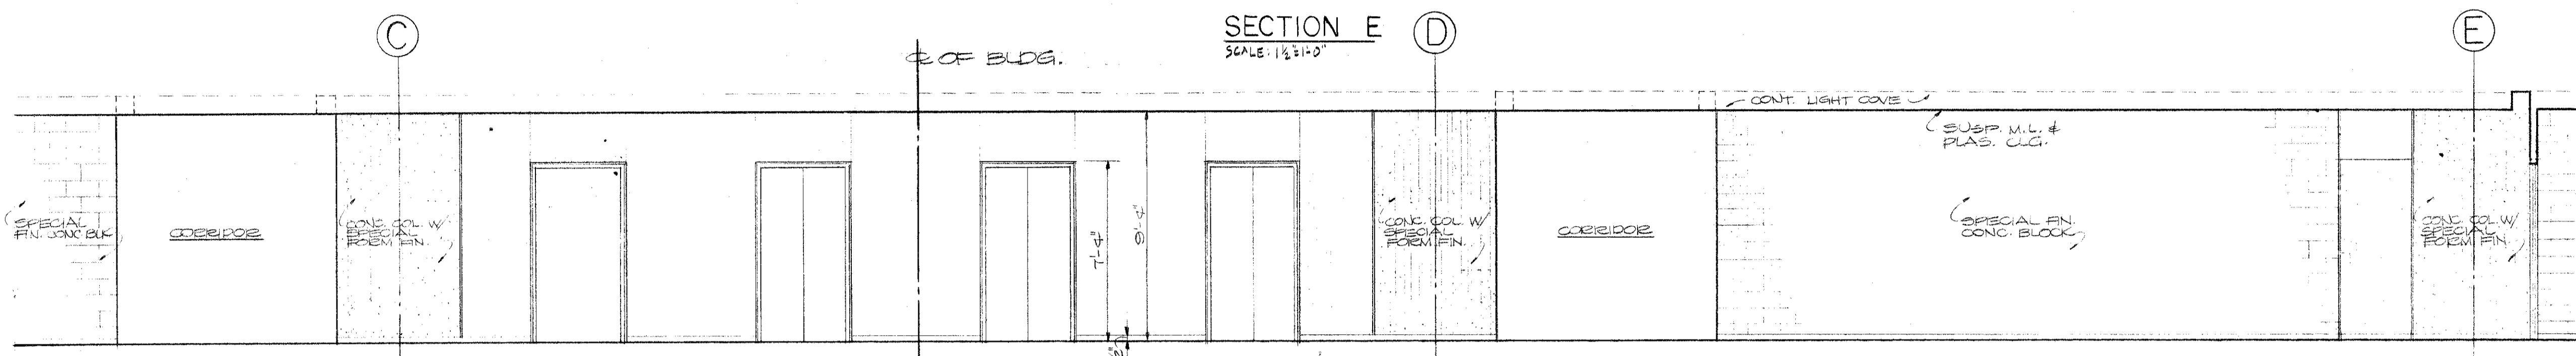 C
SECTION E
SCALE: 1½"=1'-0"
D
E
℄ OF BLDG.
CONT. LIGHT COVE
SUSP. M.L. &
PLAS. CLG.
SPECIAL
FIN. CONC. BLK.
CORRIDOR
CONC. COL. W/
SPECIAL
FORM FIN.
7'-4"
9'-4"
CONC. COL. W/
SPECIAL
FORM. FIN.
CORRIDOR
SPECIAL FIN.
CONC. BLOCK
CONC. COL. W/
SPECIAL
FORM FIN.